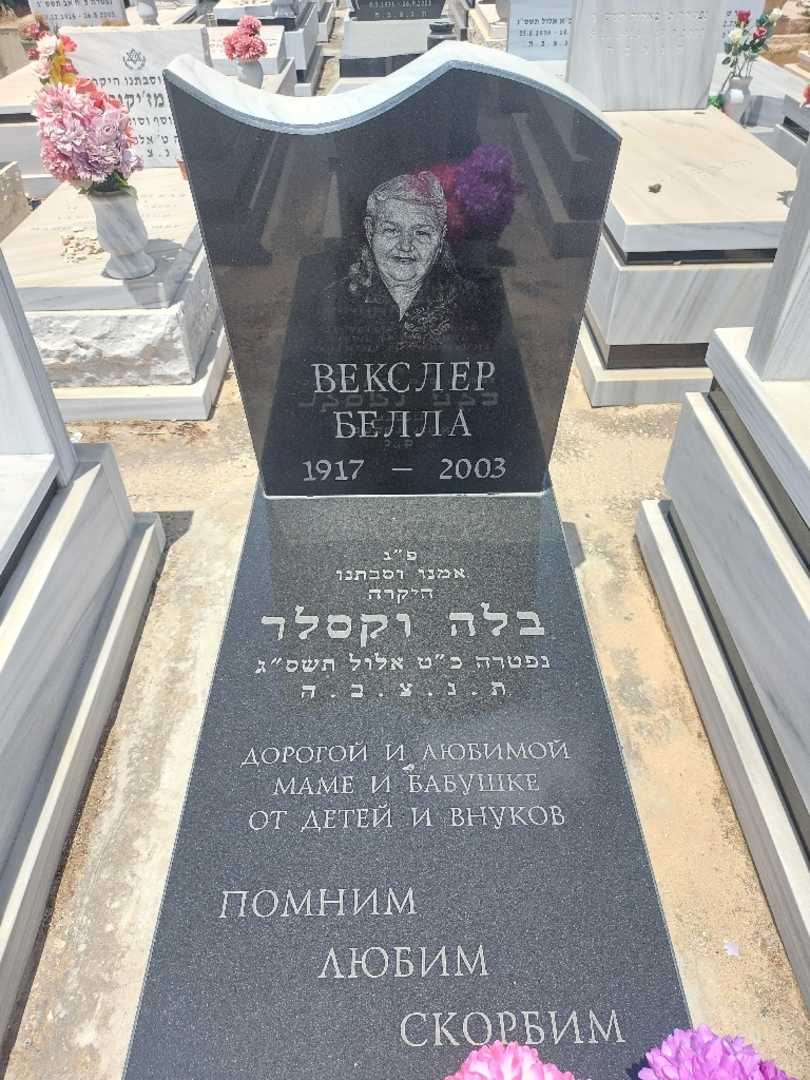 ВЕКСЛЕР
БЕЛЛА
1917 — 2003
פ״נ
אמנו וסבתנו
היקרה
בלה וקסלר
נפטרה כ״ט אלול תשס״ג
ת.נ.צ.ב.ה
ДОРОГОЙ И ЛЮБИМОЙ
МАМЕ И БАБУШКЕ
ОТ ДЕТЕЙ И ВНУКОВ
ПОМНИМ
ЛЮБИМ
СКОРБИМ